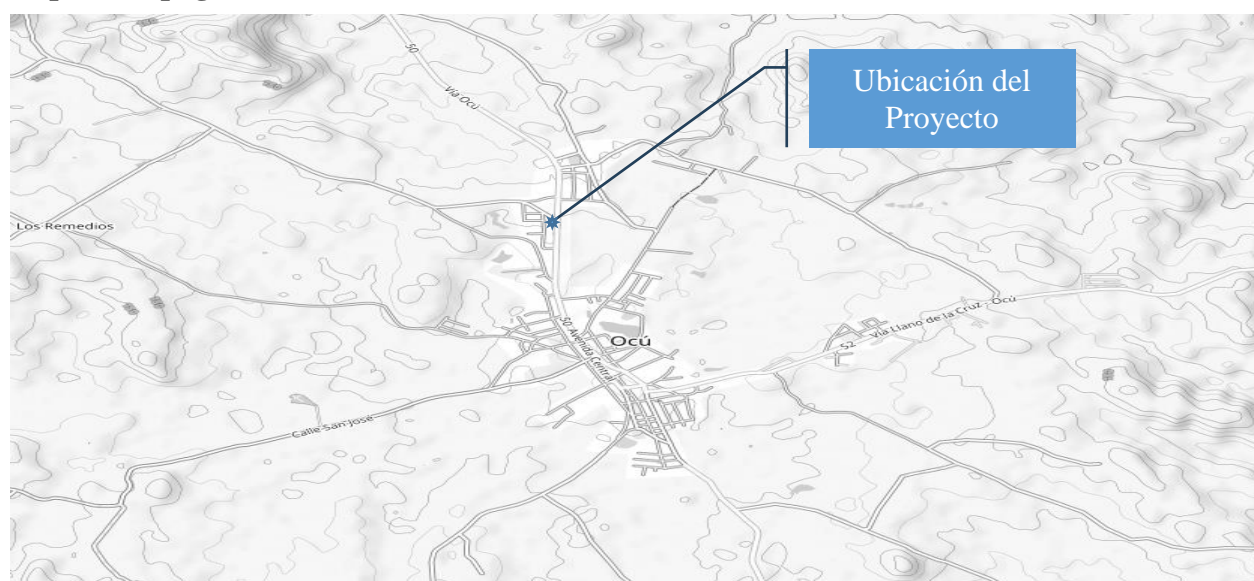 50
Vía Ocú
Ubicación del
Proyecto
Los Remedios
Ocú
50: Avenida Central
52
Vía Llano de la Cruz - Ocú
Calle San José